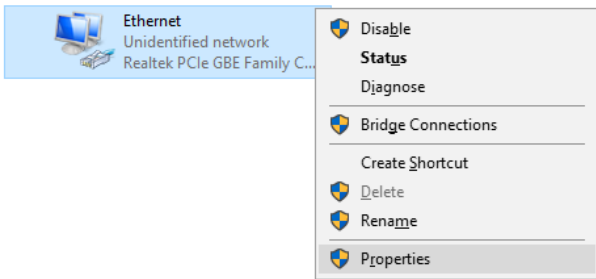 Ethernet
Unidentified network
Realtek PCIe GBE Family C...
Disable
Status
Diagnose
Bridge Connections
Create Shortcut
Delete
Rename
Properties